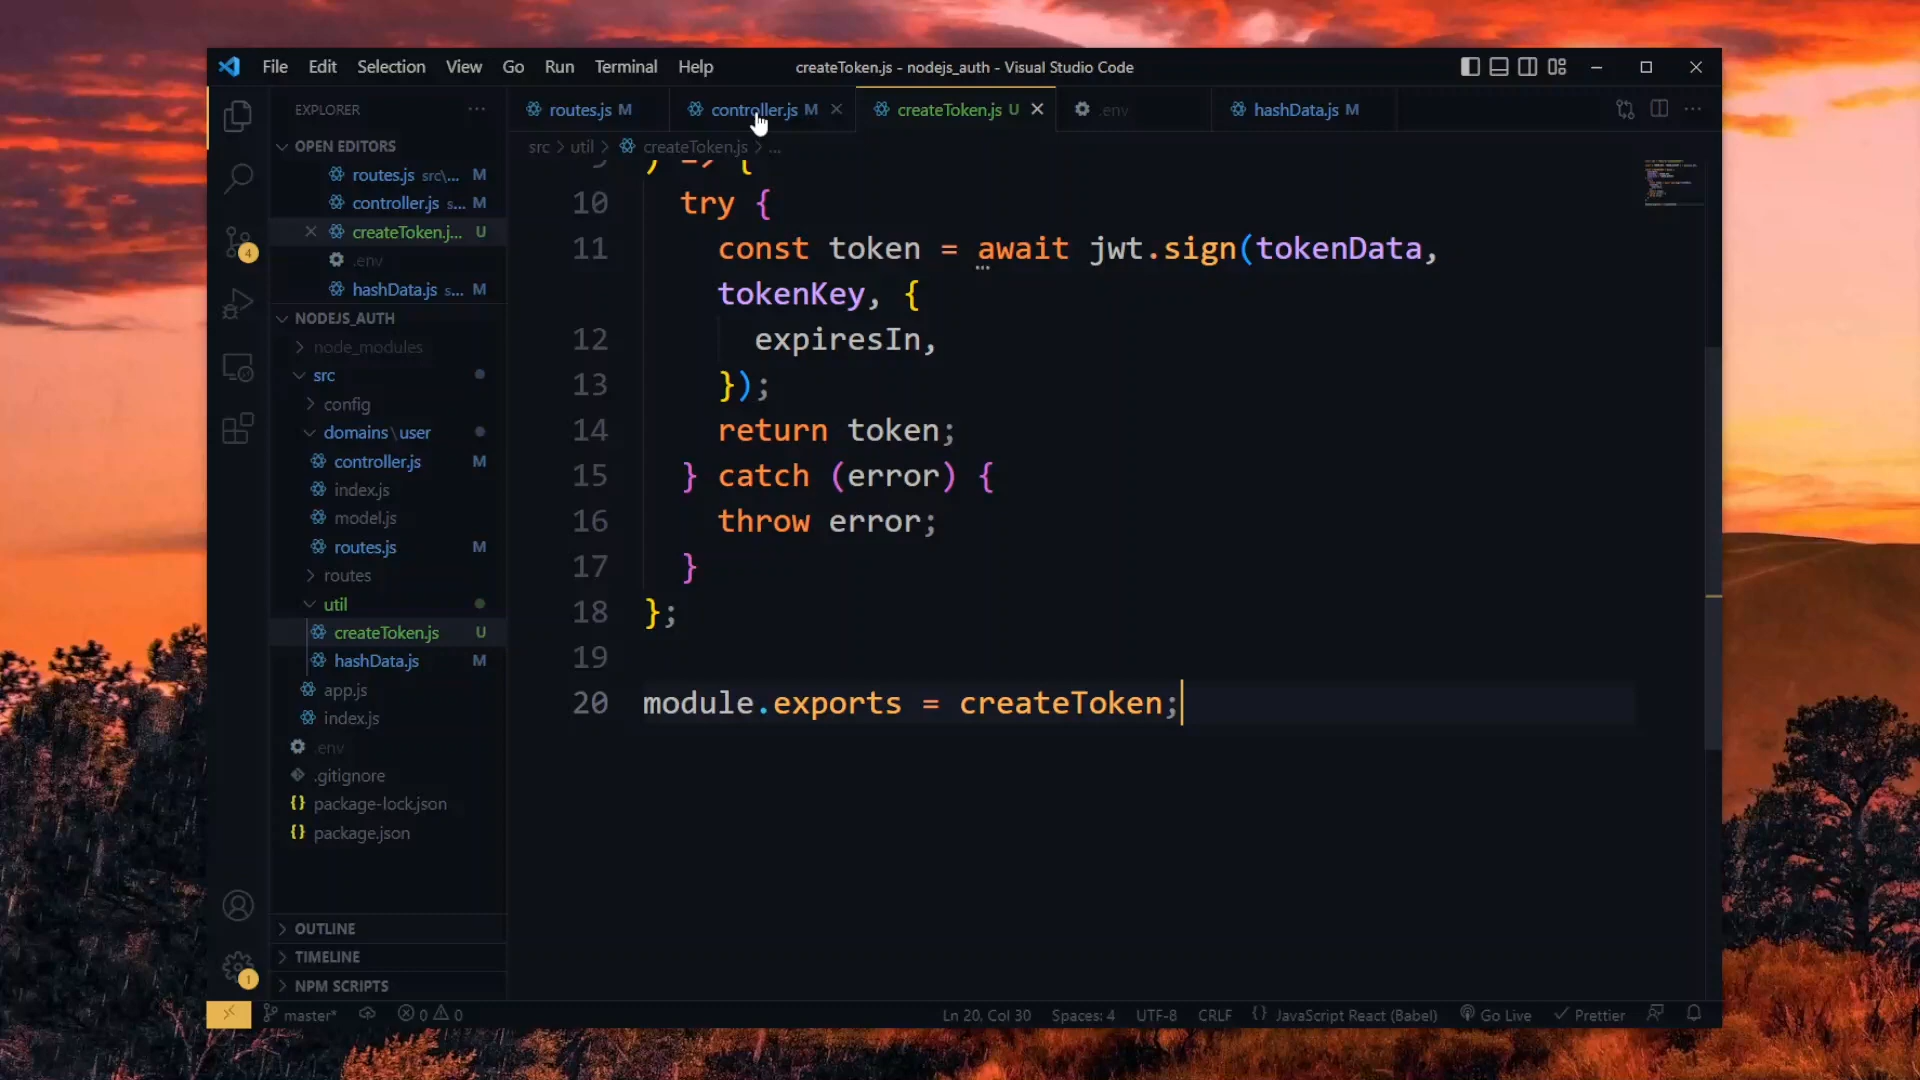 File Edit Selection View Go Run Terminal Help
createToken.js - nodejs_auth - Visual Studio Code
EXPLORER
OPEN EDITORS
routes.js src\... M
controller.js s... M
createToken.j... U
.env
hashData.js s... M
NODEJS_AUTH
node_modules
src
config
domains\user
controller.js M
index.js
model.js
routes.js M
routes
util
createToken.js U
hashData.js M
app.js
index.js
.env
.gitignore
package-lock.json
package.json
OUTLINE
TIMELINE
NPM SCRIPTS
4
1
routes.js M
controller.js M
createToken.js U
.env
hashData.js M
src > util > createToken.js > ...
9 ) => {
10 try {
11 const token = await jwt.sign(tokenData,
tokenKey, {
12 expiresIn,
13 });
14 return token;
15 } catch (error) {
16 throw error;
17 }
18 };
19
20 module.exports = createToken;
master* 0 0
Ln 20, Col 30 Spaces: 4 UTF-8 CRLF {} JavaScript React (Babel) Go Live Prettier